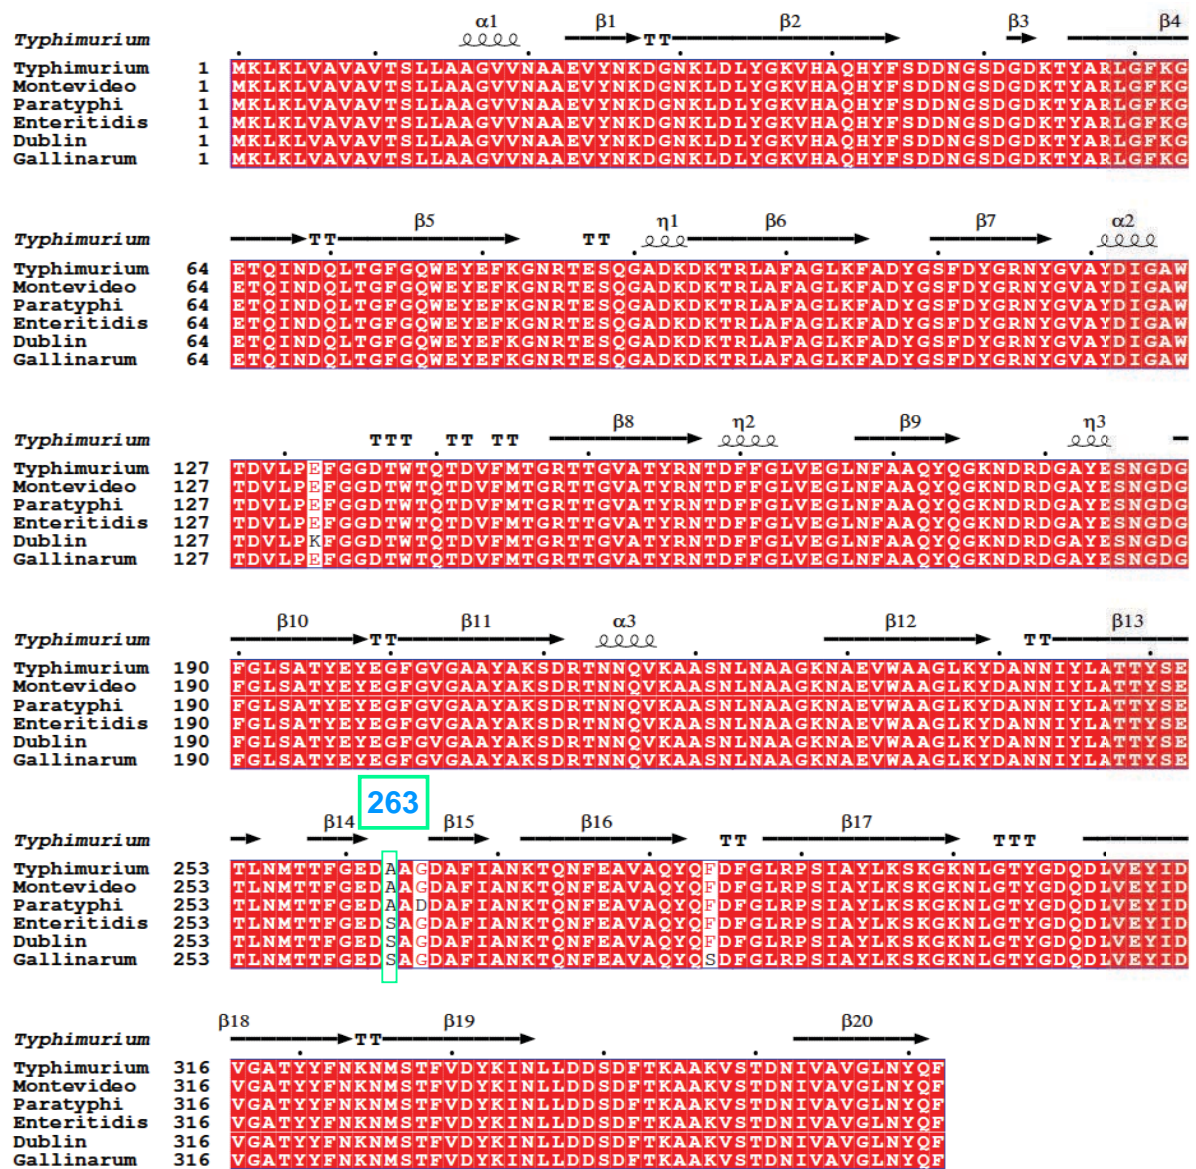 α1 β1 β2 β3 β4
Typhimurium TT
Typhimurium 1 MKLKLVAVAVTSLLAAGVVNAAEVYNKDGNKLDLYGKVHAQHYFSDDNGSDGDKTYARLGFKG
Montevideo 1 MKLKLVAVAVTSLLAAGVVNAAEVYNKDGNKLDLYGKVHAQHYFSDDNGSDGDKTYARLGFKG
Paratyphi 1 MKLKLVAVAVTSLLAAGVVNAAEVYNKDGNKLDLYGKVHAQHYFSDDNGSDGDKTYARLGFKG
Enteritidis 1 MKLKLVAVAVTSLLAAGVVNAAEVYNKDGNKLDLYGKVHAQHYFSDDNGSDGDKTYARLGFKG
Dublin 1 MKLKLVAVAVTSLLAAGVVNAAEVYNKDGNKLDLYGKVHAQHYFSDDNGSDGDKTYARLGFKG
Gallinarum 1 MKLKLVAVAVTSLLAAGVVNAAEVYNKDGNKLDLYGKVHAQHYFSDDNGSDGDKTYARLGFKG
β5 η1 β6 β7 α2
Typhimurium TT TT
Typhimurium 64 ETQINDQLTGFGQWEYEFKGNRTESQGADKDKTRLAFAGLKFADYGSFDYGRNYGVAYDIGAW
Montevideo 64 ETQINDQLTGFGQWEYEFKGNRTESQGADKDKTRLAFAGLKFADYGSFDYGRNYGVAYDIGAW
Paratyphi 64 ETQINDQLTGFGQWEYEFKGNRTESQGADKDKTRLAFAGLKFADYGSFDYGRNYGVAYDIGAW
Enteritidis 64 ETQINDQLTGFGQWEYEFKGNRTESQGADKDKTRLAFAGLKFADYGSFDYGRNYGVAYDIGAW
Dublin 64 ETQINDQLTGFGQWEYEFKGNRTESQGADKDKTRLAFAGLKFADYGSFDYGRNYGVAYDIGAW
Gallinarum 64 ETQINDQLTGFGQWEYEFKGNRTESQGADKDKTRLAFAGLKFADYGSFDYGRNYGVAYDIGAW
β8 η2 β9 η3
Typhimurium TTT TT TT
Typhimurium 127 TDVLPEFGGDTWTQTDVFMTGRTTGVATYRNTDFFGLVEGLNFAAQYQGKNDRDGAYESNGDG
Montevideo 127 TDVLPEFGGDTWTQTDVFMTGRTTGVATYRNTDFFGLVEGLNFAAQYQGKNDRDGAYESNGDG
Paratyphi 127 TDVLPEFGGDTWTQTDVFMTGRTTGVATYRNTDFFGLVEGLNFAAQYQGKNDRDGAYESNGDG
Enteritidis 127 TDVLPEFGGDTWTQTDVFMTGRTTGVATYRNTDFFGLVEGLNFAAQYQGKNDRDGAYESNGDG
Dublin 127 TDVLPKFGGDTWTQTDVFMTGRTTGVATYRNTDFFGLVEGLNFAAQYQGKNDRDGAYESNGDG
Gallinarum 127 TDVLPEFGGDTWTQTDVFMTGRTTGVATYRNTDFFGLVEGLNFAAQYQGKNDRDGAYESNGDG
β10 β11 α3 β12 β13
Typhimurium TT TT
Typhimurium 190 FGLSATYEYEGFGVGAAYAKSDRTNNQVKAASNLNAAGKNAEVWAAGLKYDANNIYLATTYSE
Montevideo 190 FGLSATYEYEGFGVGAAYAKSDRTNNQVKAASNLNAAGKNAEVWAAGLKYDANNIYLATTYSE
Paratyphi 190 FGLSATYEYEGFGVGAAYAKSDRTNNQVKAASNLNAAGKNAEVWAAGLKYDANNIYLATTYSE
Enteritidis 190 FGLSATYEYEGFGVGAAYAKSDRTNNQVKAASNLNAAGKNAEVWAAGLKYDANNIYLATTYSE
Dublin 190 FGLSATYEYEGFGVGAAYAKSDRTNNQVKAASNLNAAGKNAEVWAAGLKYDANNIYLATTYSE
Gallinarum 190 FGLSATYEYEGFGVGAAYAKSDRTNNQVKAASNLNAAGKNAEVWAAGLKYDANNIYLATTYSE
263
β14 β15 β16 β17
Typhimurium TT TTT
Typhimurium 253 TLNMTTFGEDAAGDAFIANKTQNFEAVAQYQFDFGLRPSIAYLKSKGKNLGTYGDQDLVEYID
Montevideo 253 TLNMTTFGEDAAGDAFIANKTQNFEAVAQYQFDFGLRPSIAYLKSKGKNLGTYGDQDLVEYID
Paratyphi 253 TLNMTTFGEDAADDAFIANKTQNFEAVAQYQFDFGLRPSIAYLKSKGKNLGTYGDQDLVEYID
Enteritidis 253 TLNMTTFGEDSAGDAFIANKTQNFEAVAQYQFDFGLRPSIAYLKSKGKNLGTYGDQDLVEYID
Dublin 253 TLNMTTFGEDSAGDAFIANKTQNFEAVAQYQFDFGLRPSIAYLKSKGKNLGTYGDQDLVEYID
Gallinarum 253 TLNMTTFGEDSAGDAFIANKTQNFEAVAQYQSDFGLRPSIAYLKSKGKNLGTYGDQDLVEYID
β18 β19 β20
Typhimurium TT
Typhimurium 316 VGATYYFNKNMSTFVDYKINLLDDSDFTKAAKVSTDNIVAVGLNYQF
Montevideo 316 VGATYYFNKNMSTFVDYKINLLDDSDFTKAAKVSTDNIVAVGLNYQF
Paratyphi 316 VGATYYFNKNMSTFVDYKINLLDDSDFTKAAKVSTDNIVAVGLNYQF
Enteritidis 316 VGATYYFNKNMSTFVDYKINLLDDSDFTKAAKVSTDNIVAVGLNYQF
Dublin 316 VGATYYFNKNMSTFVDYKINLLDDSDFTKAAKVSTDNIVAVGLNYQF
Gallinarum 316 VGATYYFNKNMSTFVDYKINLLDDSDFTKAAKVSTDNIVAVGLNYQF